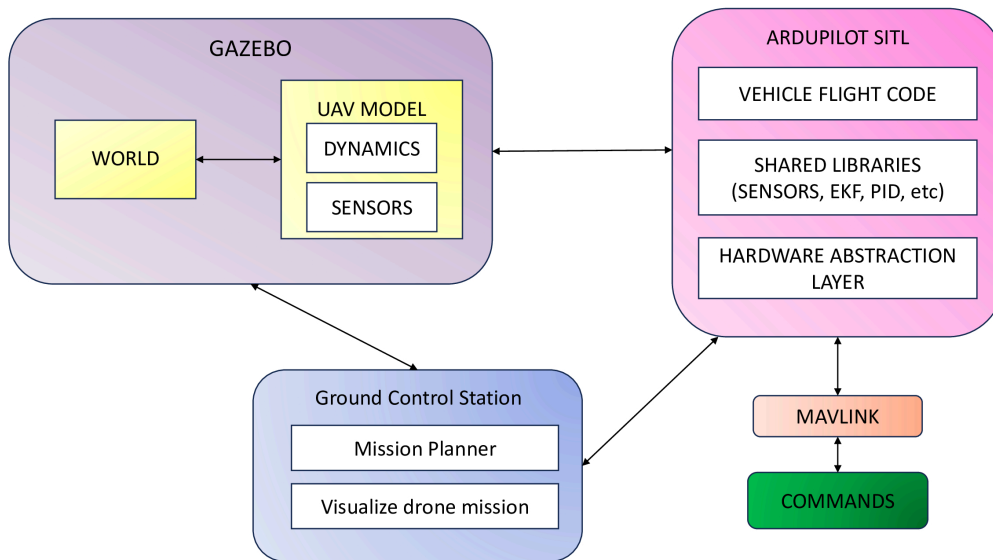 GAZEBO
WORLD
UAV MODEL
DYNAMICS
SENSORS
ARDUPILOT SITL
VEHICLE FLIGHT CODE
SHARED LIBRARIES
(SENSORS, EKF, PID, etc)
HARDWARE ABSTRACTION
LAYER
Ground Control Station
Mission Planner
Visualize drone mission
MAVLINK
COMMANDS